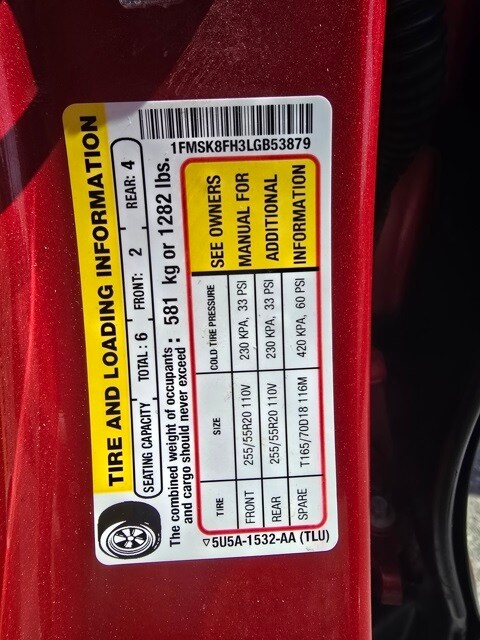 TIRE AND LOADING INFORMATION
SEATING CAPACITY TOTAL: 6 FRONT: 2 REAR: 4
The combined weight of occupants
and cargo should never exceed : 581 kg or 1282 lbs.
TIRE SIZE COLD TIRE PRESSURE SEE OWNERS
FRONT 255/55R20 110V 230 KPA, 33 PSI MANUAL FOR
REAR 255/55R20 110V 230 KPA, 33 PSI ADDITIONAL
SPARE T165/70D18 116M 420 KPA, 60 PSI INFORMATION
▽5U5A-1532-AA (TLU)
1FMSK8FH3LGB53879